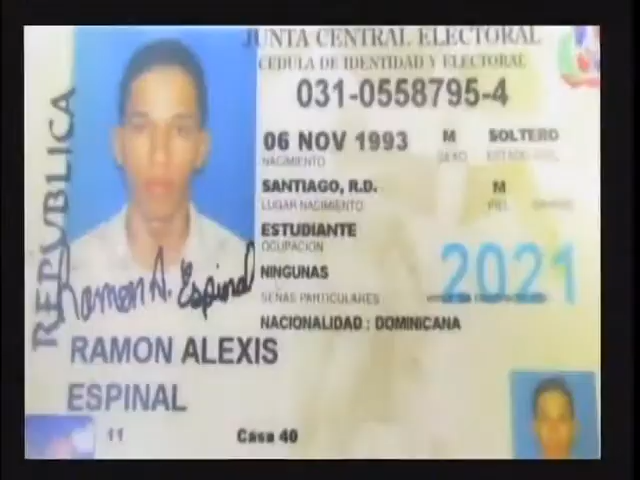 REPUBLICA
JUNTA CENTRAL ELECTORAL
CEDULA DE IDENTIDAD Y ELECTORAL
031-0558795-4
06 NOV 1993 M SOLTERO
NACIMIENTO SEXO
SANTIAGO, R.D. M
LUGAR NACIMIENTO PIEL
ESTUDIANTE
OCUPACION
NINGUNAS 2021
SEÑAS PARTICULARES
NACIONALIDAD : DOMINICANA
Ramon A. Espinal
RAMON ALEXIS
ESPINAL
11 Casa 40